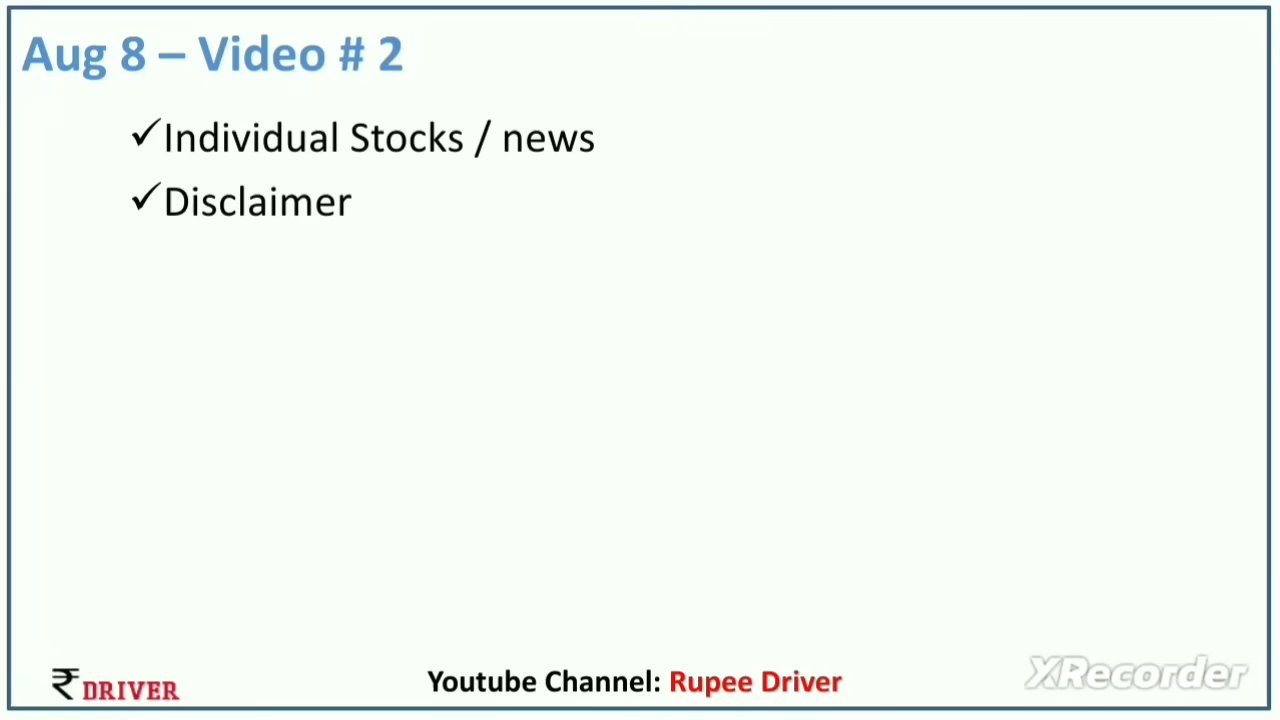 Aug 8 – Video # 2
✓Individual Stocks / news
✓Disclaimer
₹ DRIVER
Youtube Channel: Rupee Driver
XRecorder